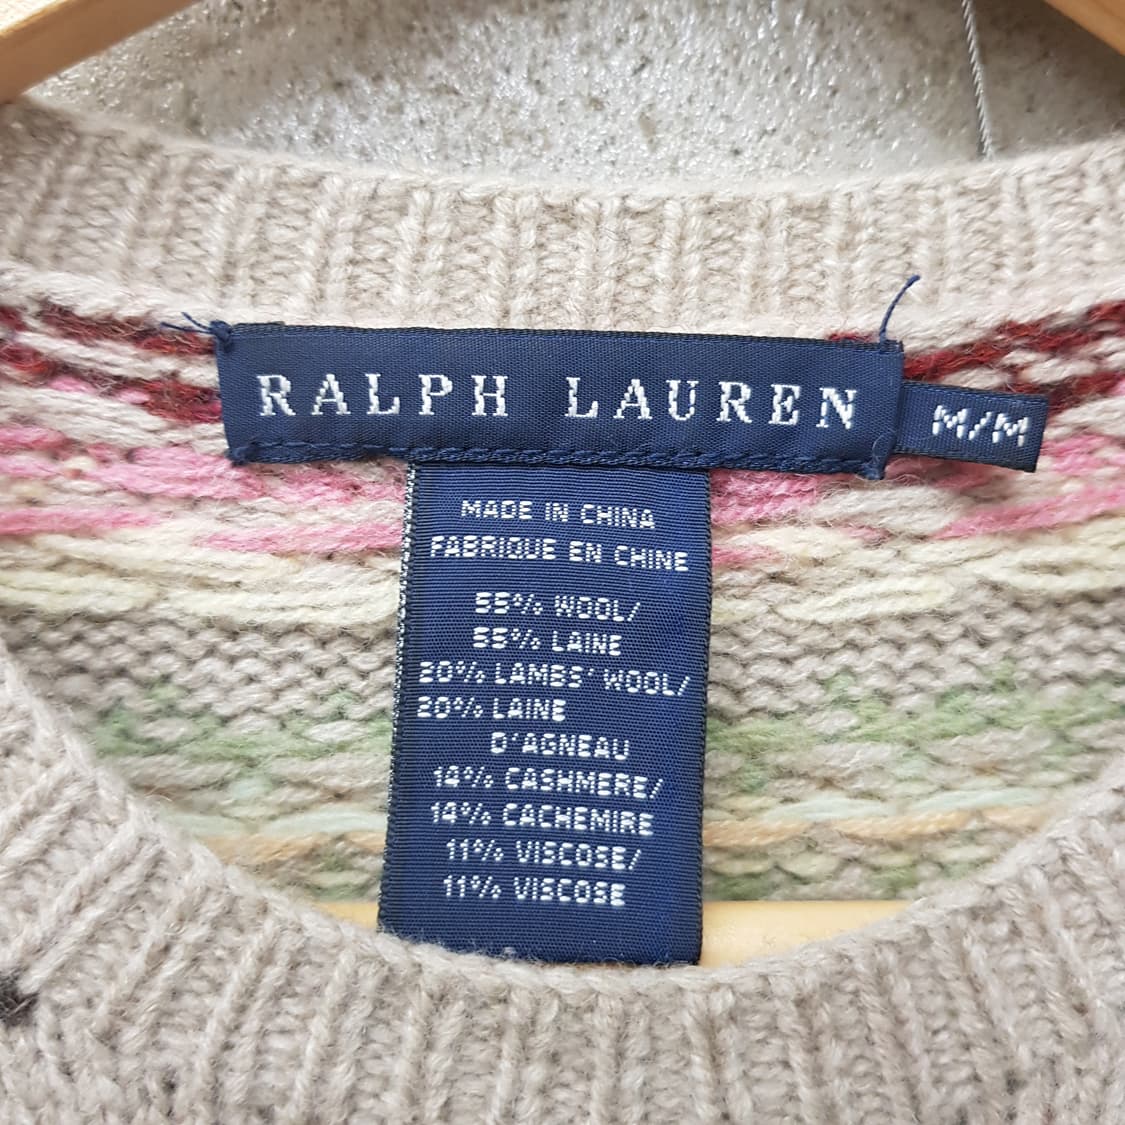 RALPH LAUREN
M/M
MADE IN CHINA
FABRIQUE EN CHINE
55% WOOL/
55% LAINE
20% LAMBS' WOOL/
20% LAINE
D'AGNEAU
14% CASHMERE/
14% CACHEMIRE
11% VISCOSE/
11% VISCOSE